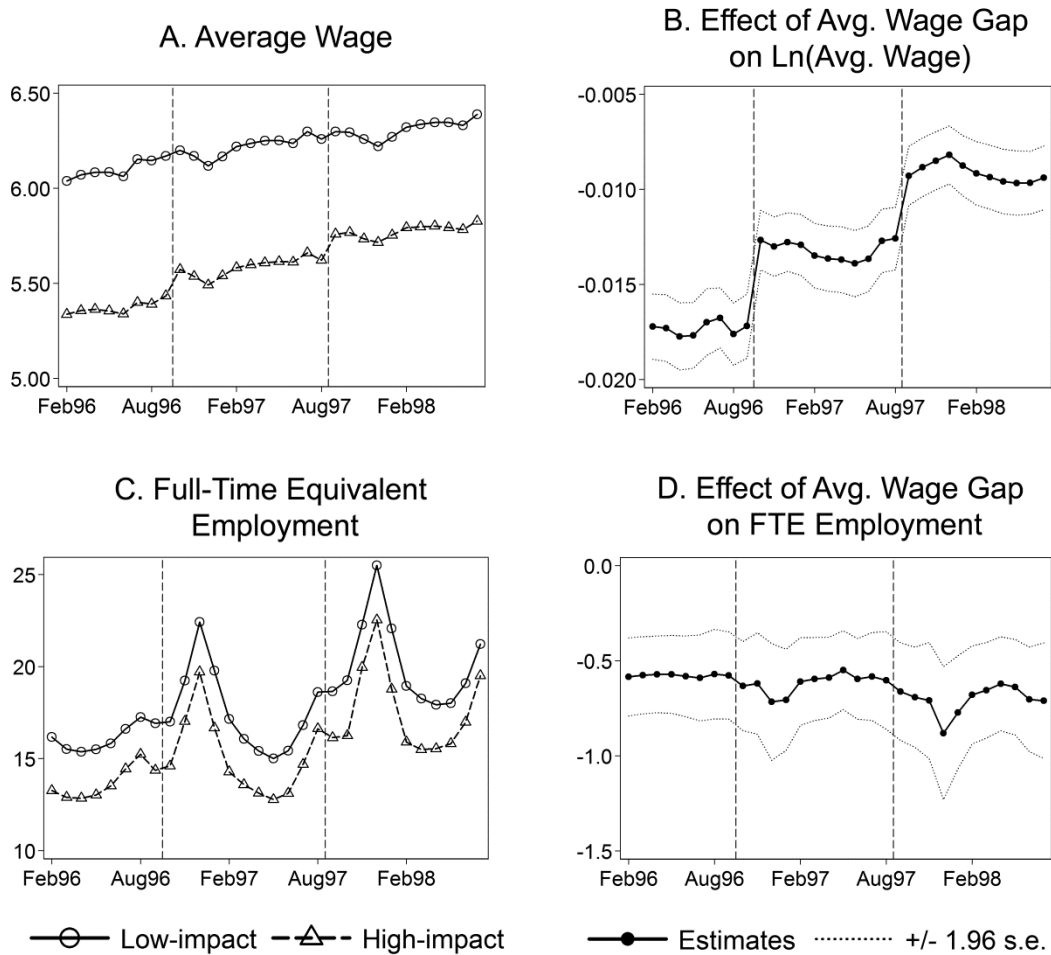 A. Average Wage
6.50
6.00
5.50
5.00
Feb96 Aug96 Feb97 Aug97 Feb98
B. Effect of Avg. Wage Gap
on Ln(Avg. Wage)
-0.005
-0.010
-0.015
-0.020
Feb96 Aug96 Feb97 Aug97 Feb98
C. Full-Time Equivalent
Employment
25
20
15
10
Feb96 Aug96 Feb97 Aug97 Feb98
D. Effect of Avg. Wage Gap
on FTE Employment
0.0
-0.5
-1.0
-1.5
Feb96 Aug96 Feb97 Aug97 Feb98
Low-impact High-impact
Estimates +/- 1.96 s.e.